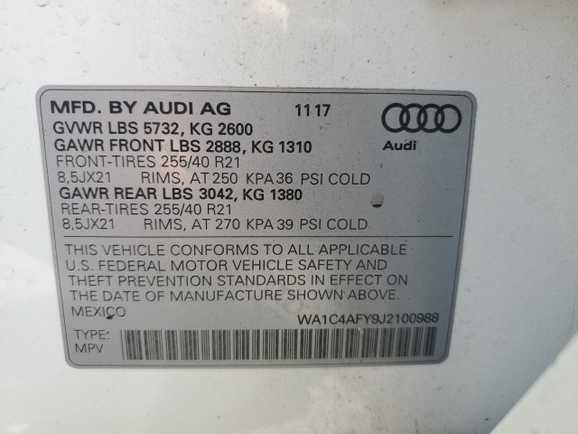 MFD. BY AUDI AG 11 17
GVWR LBS 5732, KG 2600
GAWR FRONT LBS 2888, KG 1310
FRONT-TIRES 255/40 R21
8,5JX21 RIMS, AT 250 KPA 36 PSI COLD
GAWR REAR LBS 3042, KG 1380
REAR-TIRES 255/40 R21
8,5JX21 RIMS, AT 270 KPA 39 PSI COLD
Audi
THIS VEHICLE CONFORMS TO ALL APPLICABLE
U.S. FEDERAL MOTOR VEHICLE SAFETY AND
THEFT PREVENTION STANDARDS IN EFFECT ON
THE DATE OF MANUFACTURE SHOWN ABOVE.
MEXICO
WA1C4AFY9J2100988
TYPE:
MPV